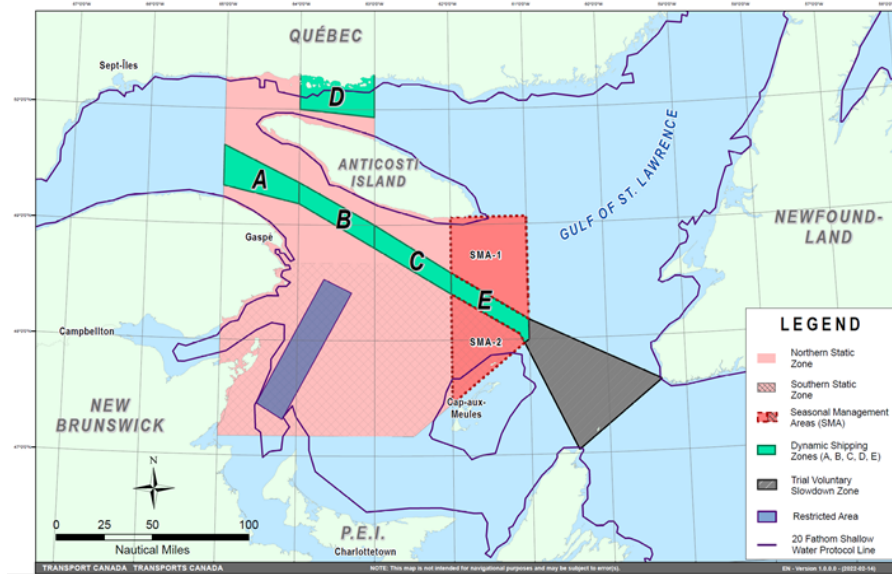 QUÉBEC
Sept-Îles
D
ANTICOSTI
ISLAND
A
B
C
E
GULF OF ST. LAWRENCE
NEWFOUND-
LAND
Gaspé
SMA-1
SMA-2
Campbellton
Cap-aux-
Meules
NEW
BRUNSWICK
N
P.E.I.
Charlottetown
0 25 50 100
Nautical Miles
LEGEND
Northern Static
Zone
Southern Static
Zone
Seasonal Management
Areas (SMA)
Dynamic Shipping
Zones (A, B, C, D, E)
Trial Voluntary
Slowdown Zone
Restricted Area
20 Fathom Shallow
Water Protocol Line
TRANSPORT CANADA TRANSPORTS CANADA
NOTE: This map is not intended for navigational purposes and may be subject to error(s).
EN - Version 1.0.0.0 - (2022-02-14)